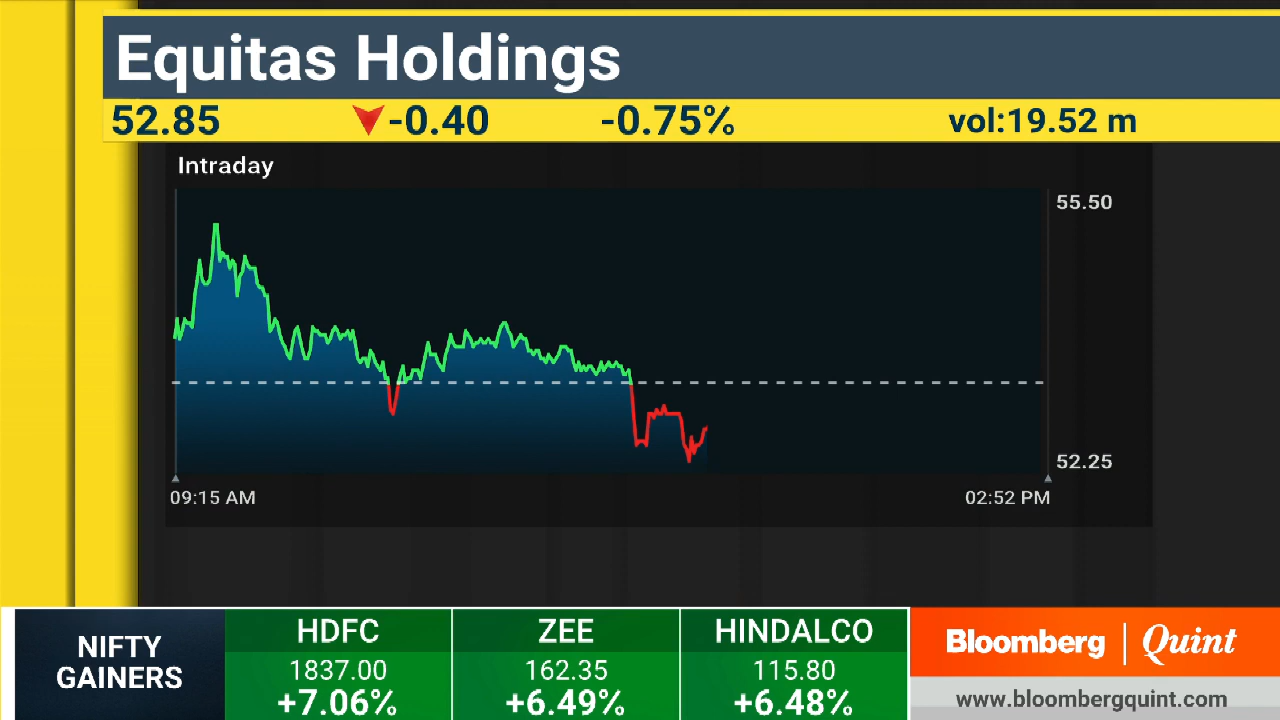 Equitas Holdings
52.85 -0.40 -0.75% vol:19.52 m
Intraday
55.50
52.25
09:15 AM 02:52 PM
NIFTY
GAINERS
HDFC
1837.00
+7.06%
ZEE
162.35
+6.49%
HINDALCO
115.80
+6.48%
Bloomberg | Quint
www.bloombergquint.com